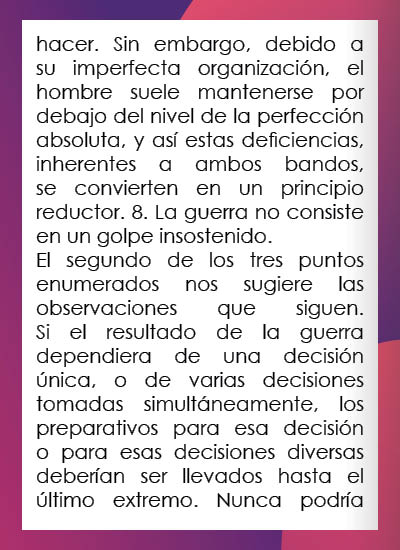 hacer. Sin embargo, debido a
su imperfecta organización, el
hombre suele mantenerse por
debajo del nivel de la perfección
absoluta, y así estas deficiencias,
inherentes a ambos bandos,
se convierten en un principio
reductor. 8. La guerra no consiste
en un golpe insostenido.
El segundo de los tres puntos
enumerados nos sugiere las
observaciones que siguen.
Si el resultado de la guerra
dependiera de una decisión
única, o de varias decisiones
tomadas simultáneamente, los
preparativos para esa decisión
o para esas decisiones diversas
deberían ser llevados hasta el
último extremo. Nunca podría